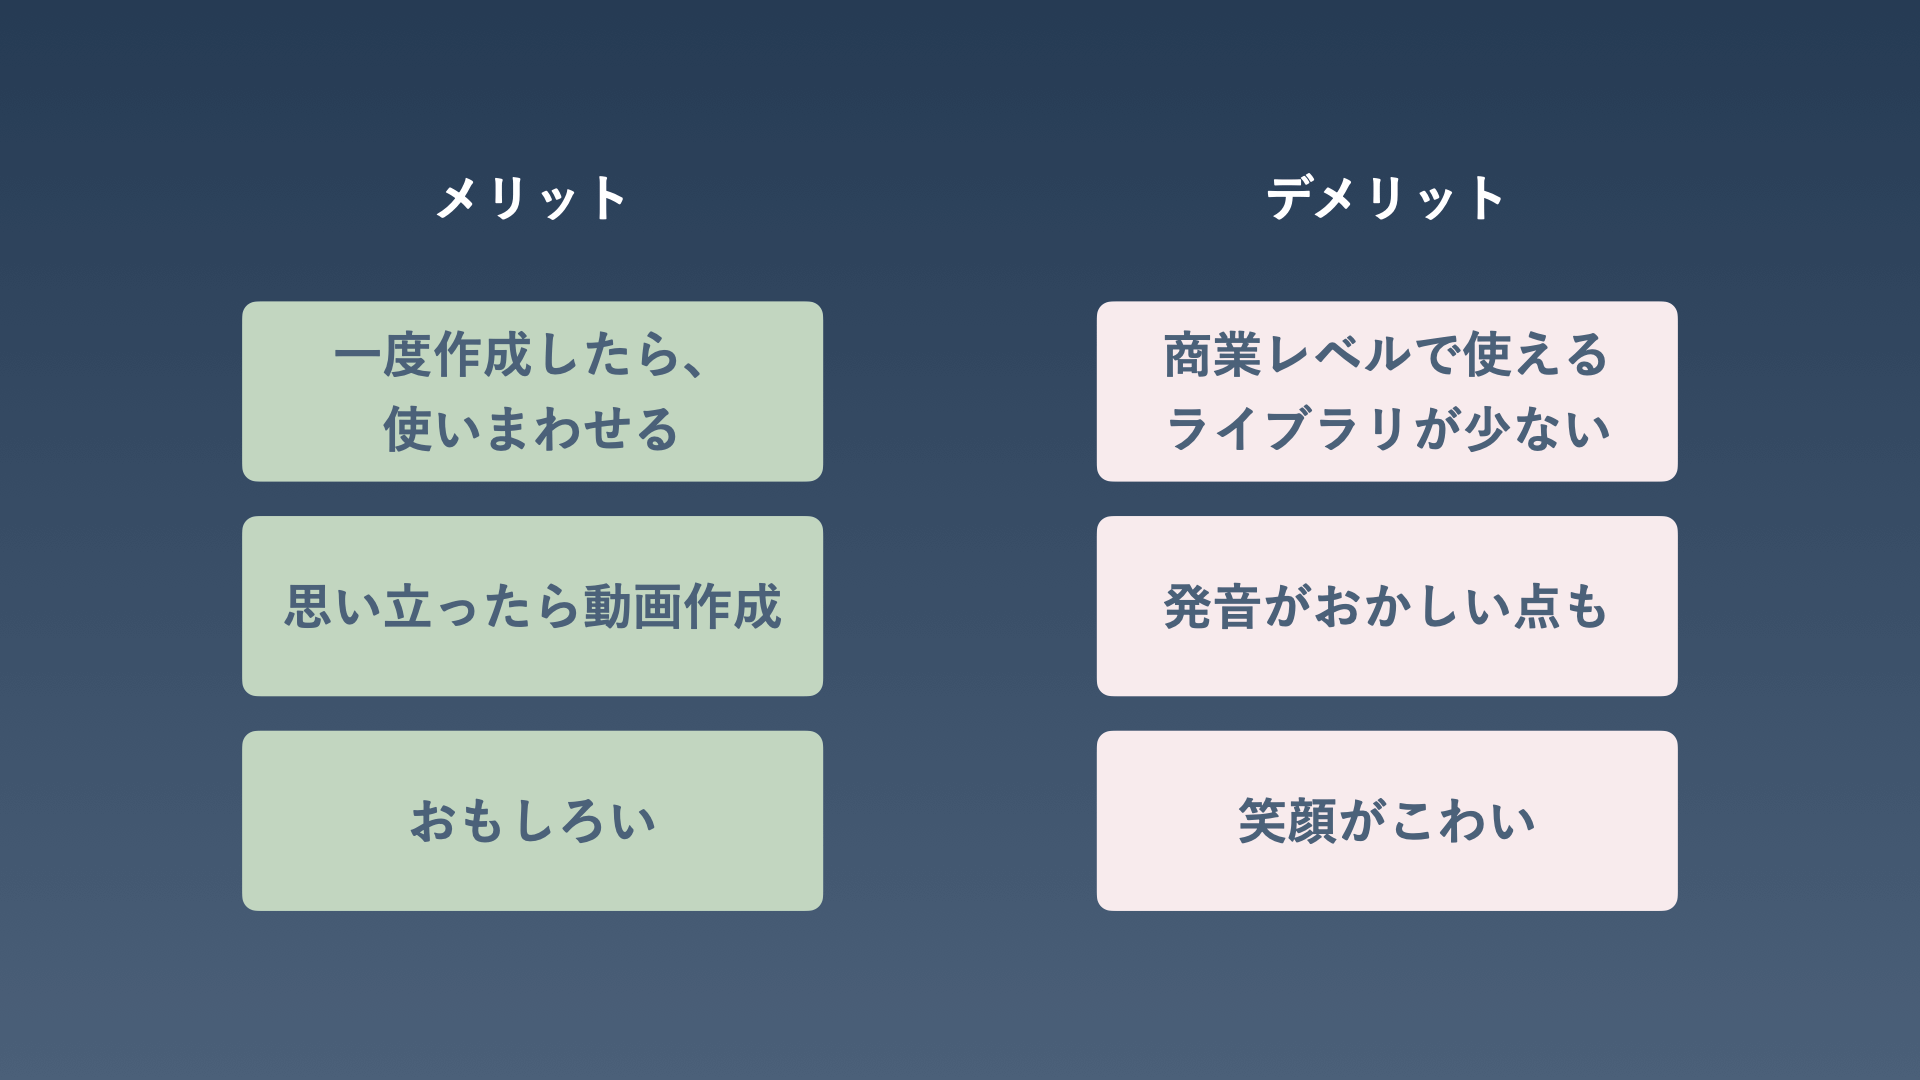 メリット
一度作成したら、
使いまわせる
思い立ったら動画作成
おもしろい
デメリット
商業レベルで使える
ライブラリが少ない
発音がおかしい点も
笑顔がこわい